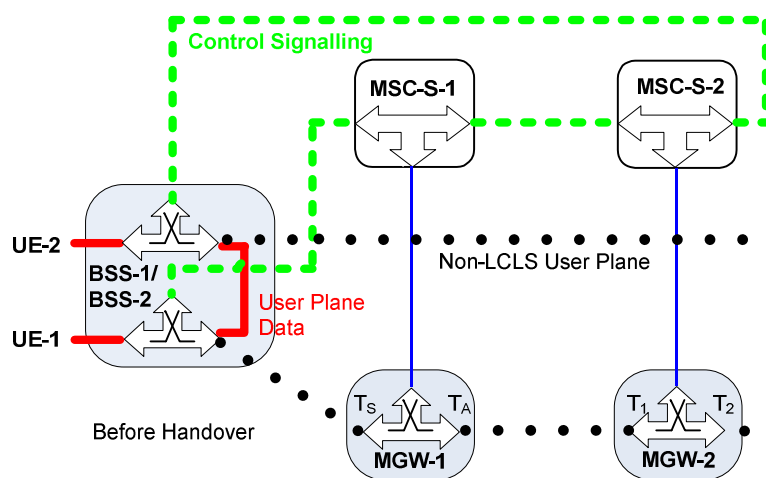 Control Signalling
MSC-S-1
MSC-S-2
UE-2
Non-LCLS User Plane
BSS-1/
BSS-2
User Plane
Data
UE-1
Before Handover
TS
TA
T1
T2
MGW-1
MGW-2